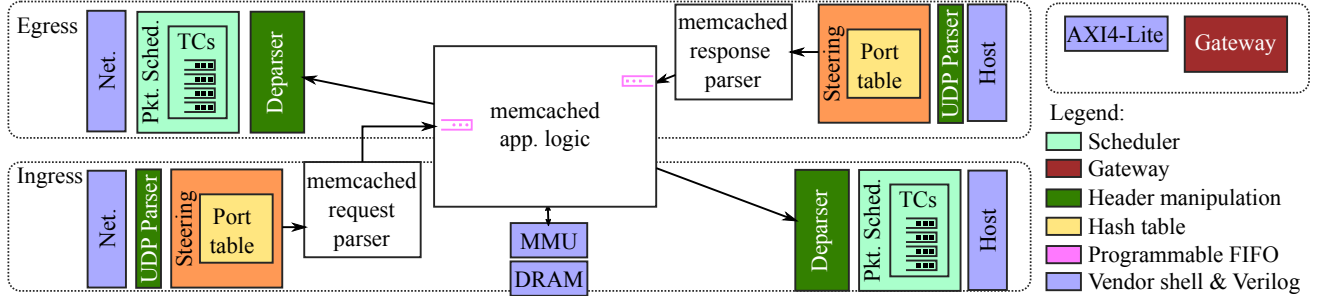 Egress
Net.
Pkt. Sched.
TCs
Deparser
memcached
app. logic
memcached
response
parser
Steering
Port
table
UDP Parser
Host
AXI4-Lite
Gateway
Ingress
Net.
UDP Parser
Steering
Port
table
memcached
request
parser
MMU
DRAM
Deparser
Pkt. Sched.
TCs
Host
Legend:
Scheduler
Gateway
Header manipulation
Hash table
Programmable FIFO
Vendor shell & Verilog